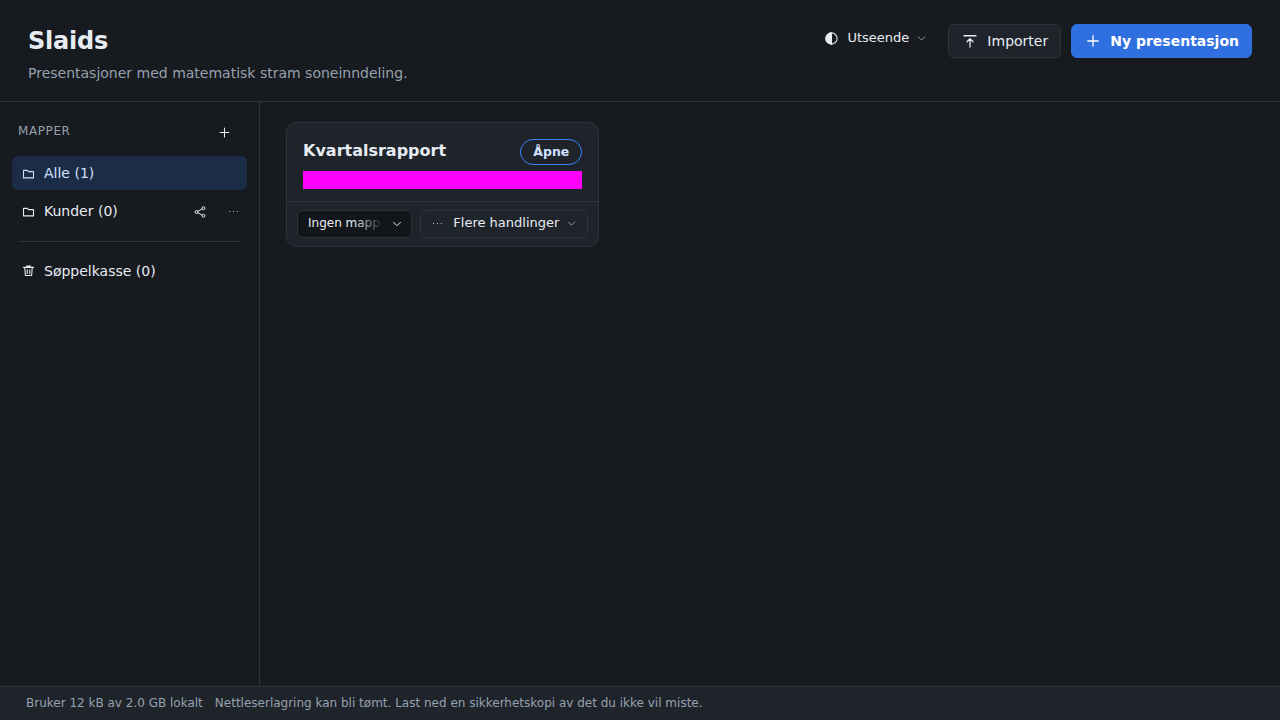 Slaids
Presentasjoner med matematisk stram soneinndeling.
Utseende
Importer
Ny presentasjon
MAPPER
Alle (1)
Kunder (0)
Søppelkasse (0)
Kvartalsrapport
Åpne
Ingen mapp
Flere handlinger
Bruker 12 kB av 2.0 GB lokalt Nettleserlagring kan bli tømt. Last ned en sikkerhetskopi av det du ikke vil miste.